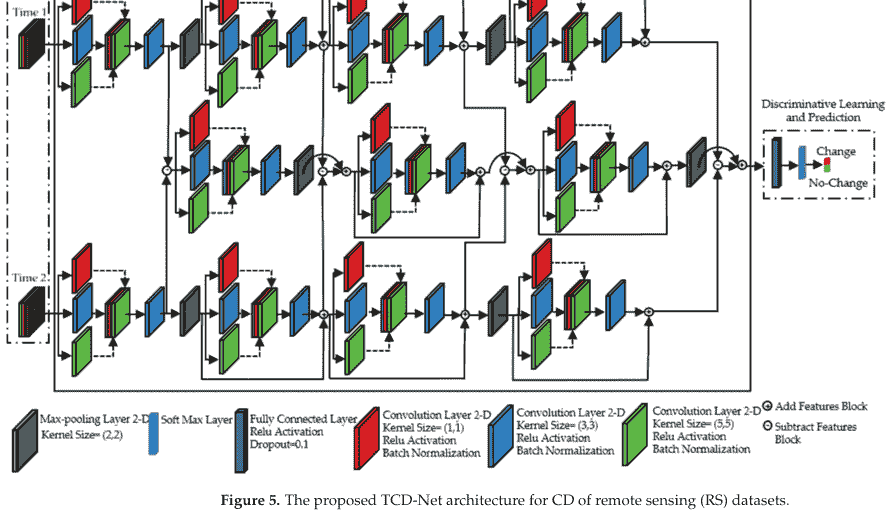 Time 1
Discriminative Learning
and Prediction
Change
No-Change
Time 2
Max-pooling Layer 2-D
Kernel Size= (2,2)
Soft Max Layer
Fully Connected Layer
Relu Activation
Dropout=0.1
Convolution Layer 2-D
Kernel Size= (1,1)
Relu Activation
Batch Normalization
Convolution Layer 2-D
Kernel Size= (3,3)
Relu Activation
Batch Normalization
Convolution Layer 2-D
Kernel Size= (5,5)
Relu Activation
Batch Normalization
Add Features Block
Subtract Features
Block
Figure 5. The proposed TCD-Net architecture for CD of remote sensing (RS) datasets.